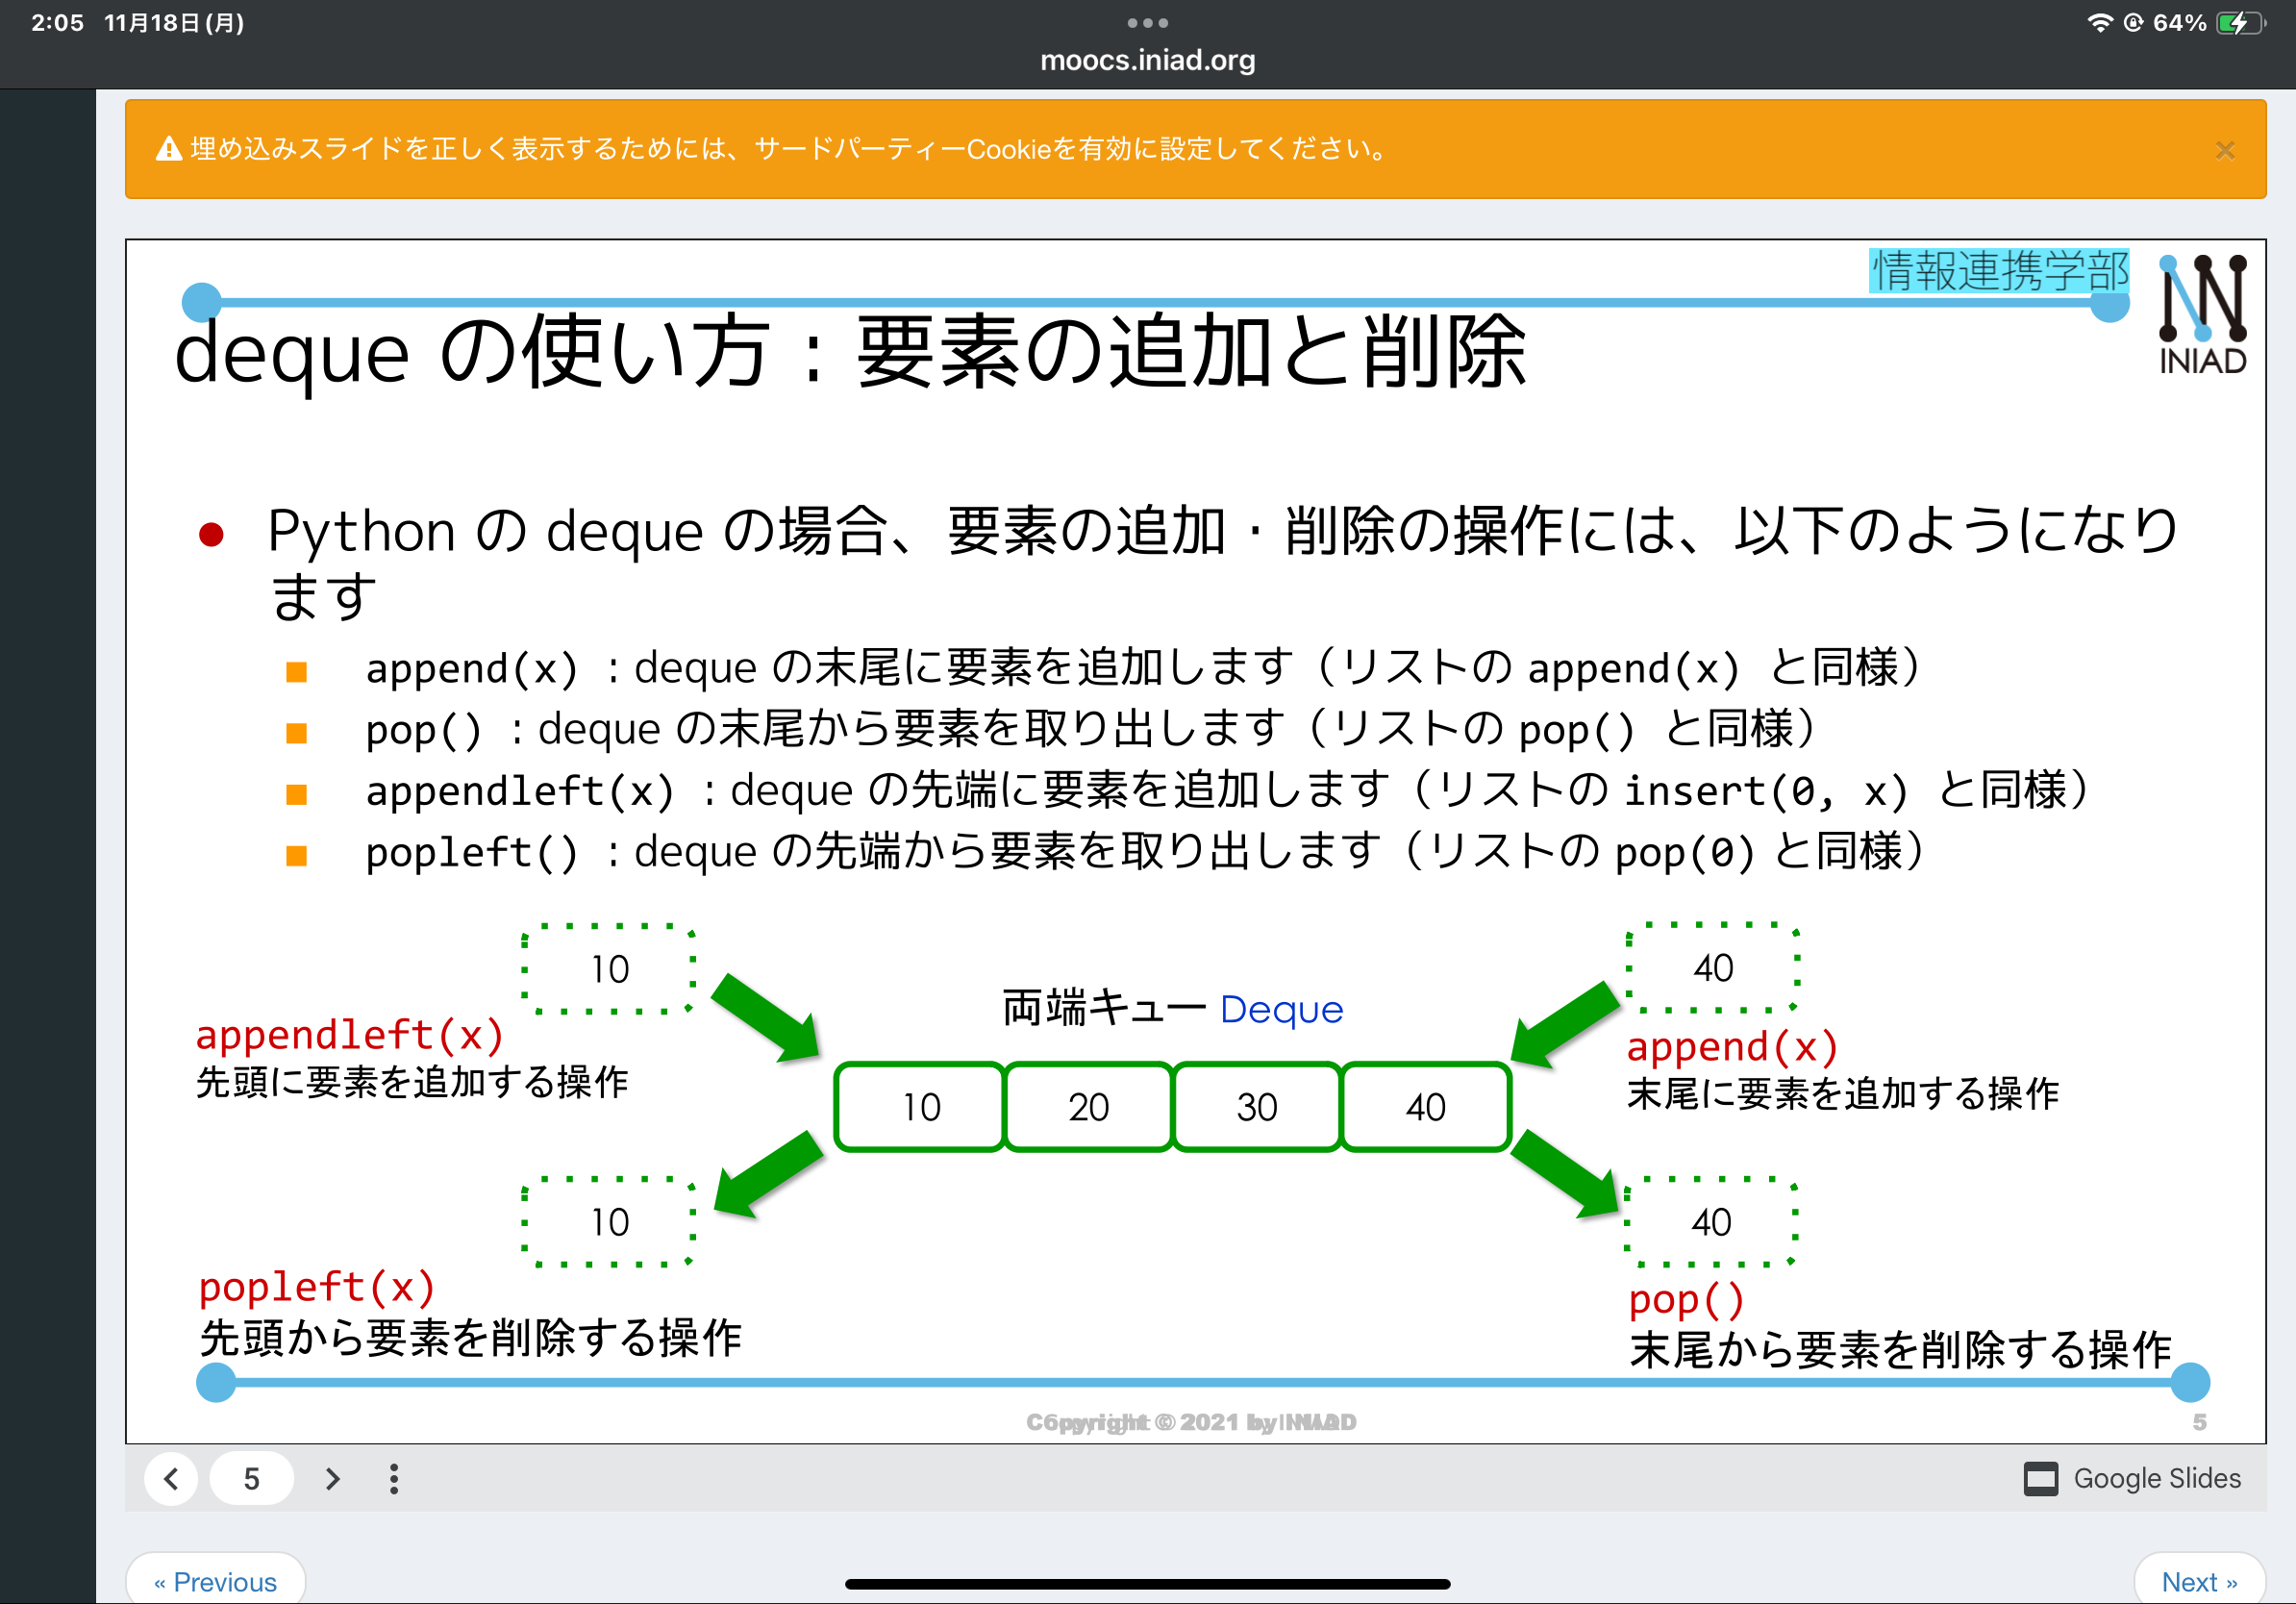 2:05 11月18日(月)
64%
moocs.iniad.org
埋め込みスライドを正しく表示するためには、サードパーティーCookieを有効に設定してください。
×
情報連携学部
INIAD
deque の使い方：要素の追加と削除
Python の deque の場合、要素の追加・削除の操作には、以下のようになり
ます
append(x) ：deque の末尾に要素を追加します（リストの append(x) と同様）
pop() ：deque の末尾から要素を取り出します（リストの pop() と同様）
appendleft(x) ：deque の先端に要素を追加します（リストの insert(0, x) と同様）
popleft() ：deque の先端から要素を取り出します（リストの pop(0) と同様）
10
40
両端キュー Deque
appendleft(x)
先頭に要素を追加する操作
append(x)
末尾に要素を追加する操作
10 20 30 40
10
40
popleft(x)
先頭から要素を削除する操作
pop()
末尾から要素を削除する操作
Copyright © 2021 by INIAD
5
5
Google Slides
« Previous
Next »